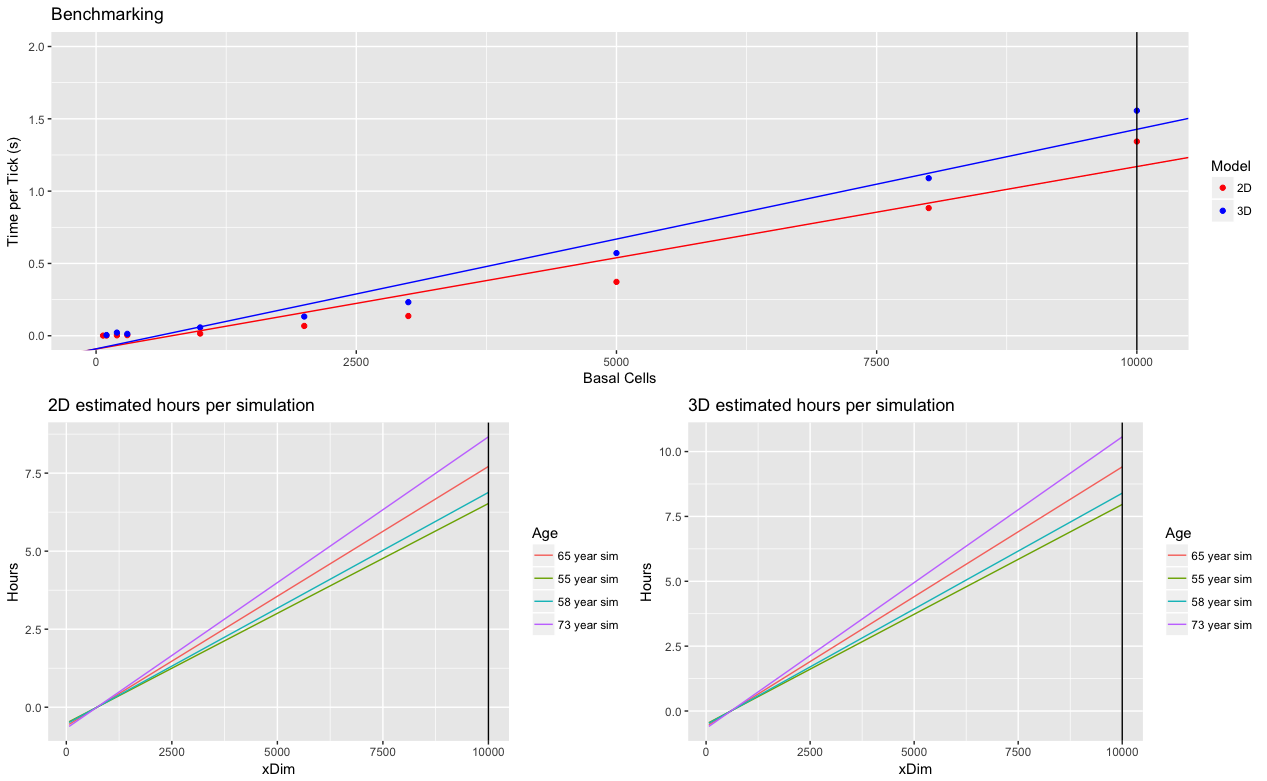 Benchmarking
Time per Tick (s)
2.0
1.5
1.0
0.5
0.0
0 2500 5000 7500 10000
Basal Cells
Model
2D
3D
2D estimated hours per simulation
Hours
7.5
5.0
2.5
0.0
0 2500 5000 7500 10000
xDim
Age
65 year sim
55 year sim
58 year sim
73 year sim
3D estimated hours per simulation
Hours
10.0
7.5
5.0
2.5
0.0
0 2500 5000 7500 10000
xDim
Age
65 year sim
55 year sim
58 year sim
73 year sim